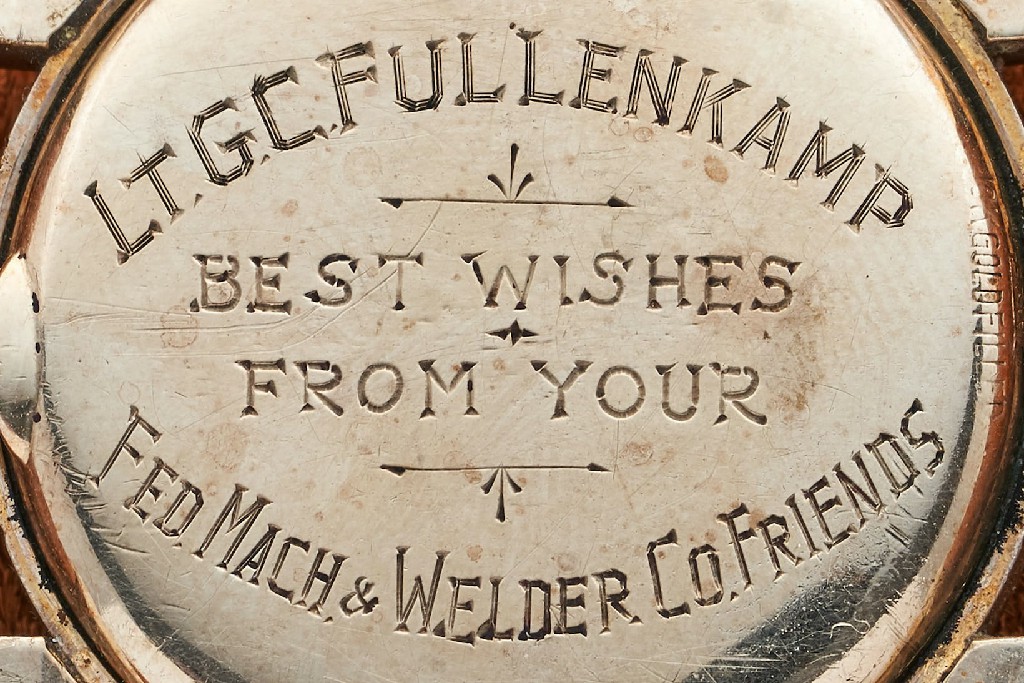 LT. G.C. FULLENKAMP
BEST WISHES
FROM YOUR
FED. MACH. & WELDER CO. FRIENDS